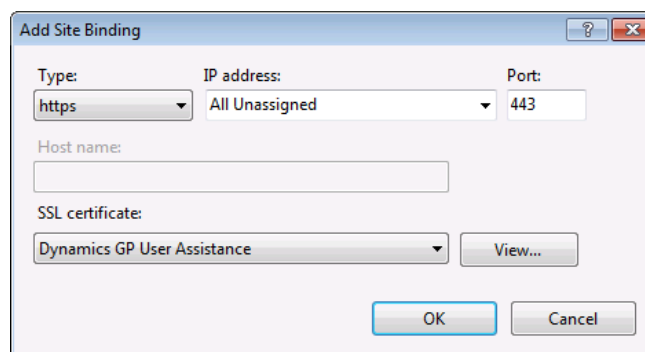 Add Site Binding
Type: IP address: Port:
https All Unassigned 443
Host name:
SSL certificate:
Dynamics GP User Assistance View...
OK Cancel